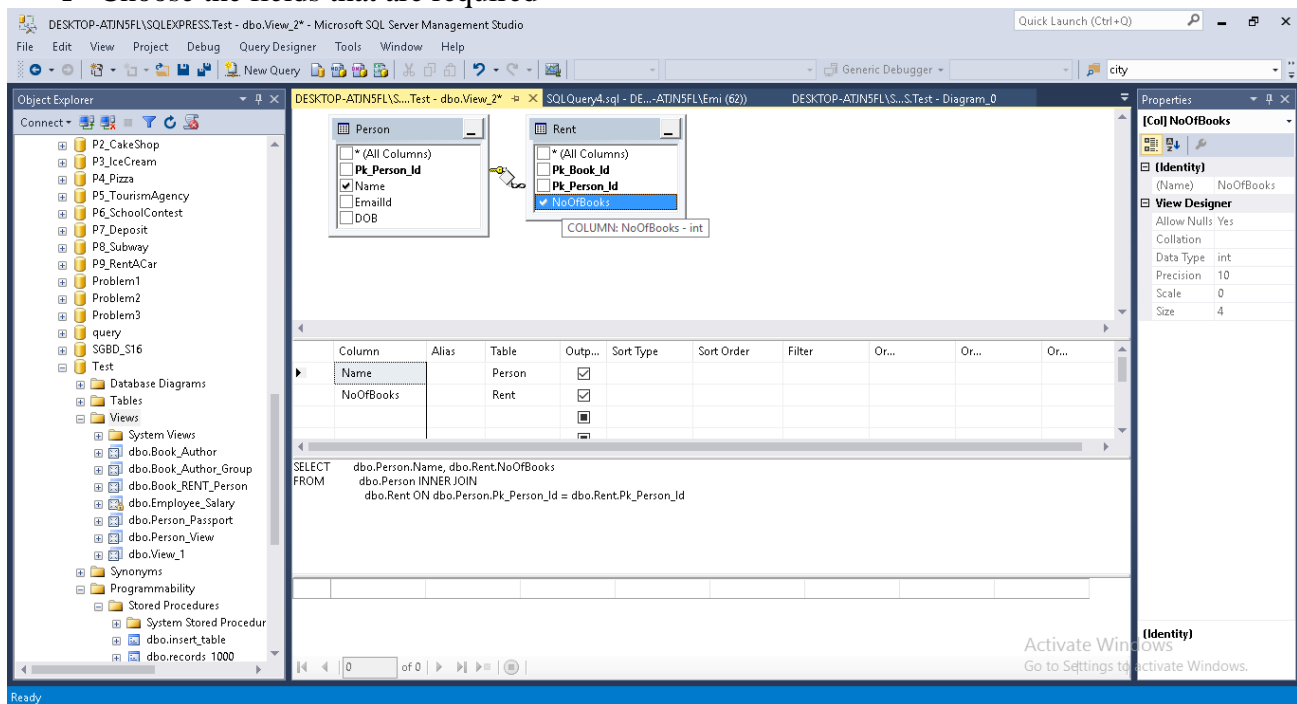 Choose the fields that are required
DESKTOP-ATJN5FL\SQLEXPRESS.Test - dbo.View_2* - Microsoft SQL Server Management Studio
Quick Launch (Ctrl+Q)
File Edit View Project Debug Query Designer Tools Window Help
New Query
Generic Debugger
city
Object Explorer
Connect
P2_CakeShop
P3_IceCream
P4_Pizza
P5_TourismAgency
P6_SchoolContest
P7_Deposit
P8_Subway
P9_RentACar
Problem1
Problem2
Problem3
query
SGBD_S16
Test
Database Diagrams
Tables
Views
System Views
dbo.Book_Author
dbo.Book_Author_Group
dbo.Book_RENT_Person
dbo.Employee_Salary
dbo.Person_Passport
dbo.Person_View
dbo.View_1
Synonyms
Programmability
Stored Procedures
System Stored Procedur
dbo.insert_table
dbo.records 1000
DESKTOP-ATJN5FL\S....Test - dbo.View_2*
SQLQuery4.sql - DE...-ATJN5FL\Emi (62))
DESKTOP-ATJN5FL\S...S.Test - Diagram_0
Person
* (All Columns)
Pk_Person_Id
Name
EmailId
DOB
Rent
* (All Columns)
Pk_Book_Id
Pk_Person_Id
NoOfBooks
COLUMN: NoOfBooks - int
Column Alias Table Outp... Sort Type Sort Order Filter Or... Or... Or...
Name Person
NoOfBooks Rent
SELECT dbo.Person.Name, dbo.Rent.NoOfBooks
FROM dbo.Person INNER JOIN
dbo.Rent ON dbo.Person.Pk_Person_Id = dbo.Rent.Pk_Person_Id
0 of 0
Properties
[Col] NoOfBooks
(Identity)
(Name) NoOfBooks
View Designer
Allow Nulls Yes
Collation
Data Type int
Precision 10
Scale 0
Size 4
(Identity)
Activate Windows
Go to Settings to activate Windows.
Ready